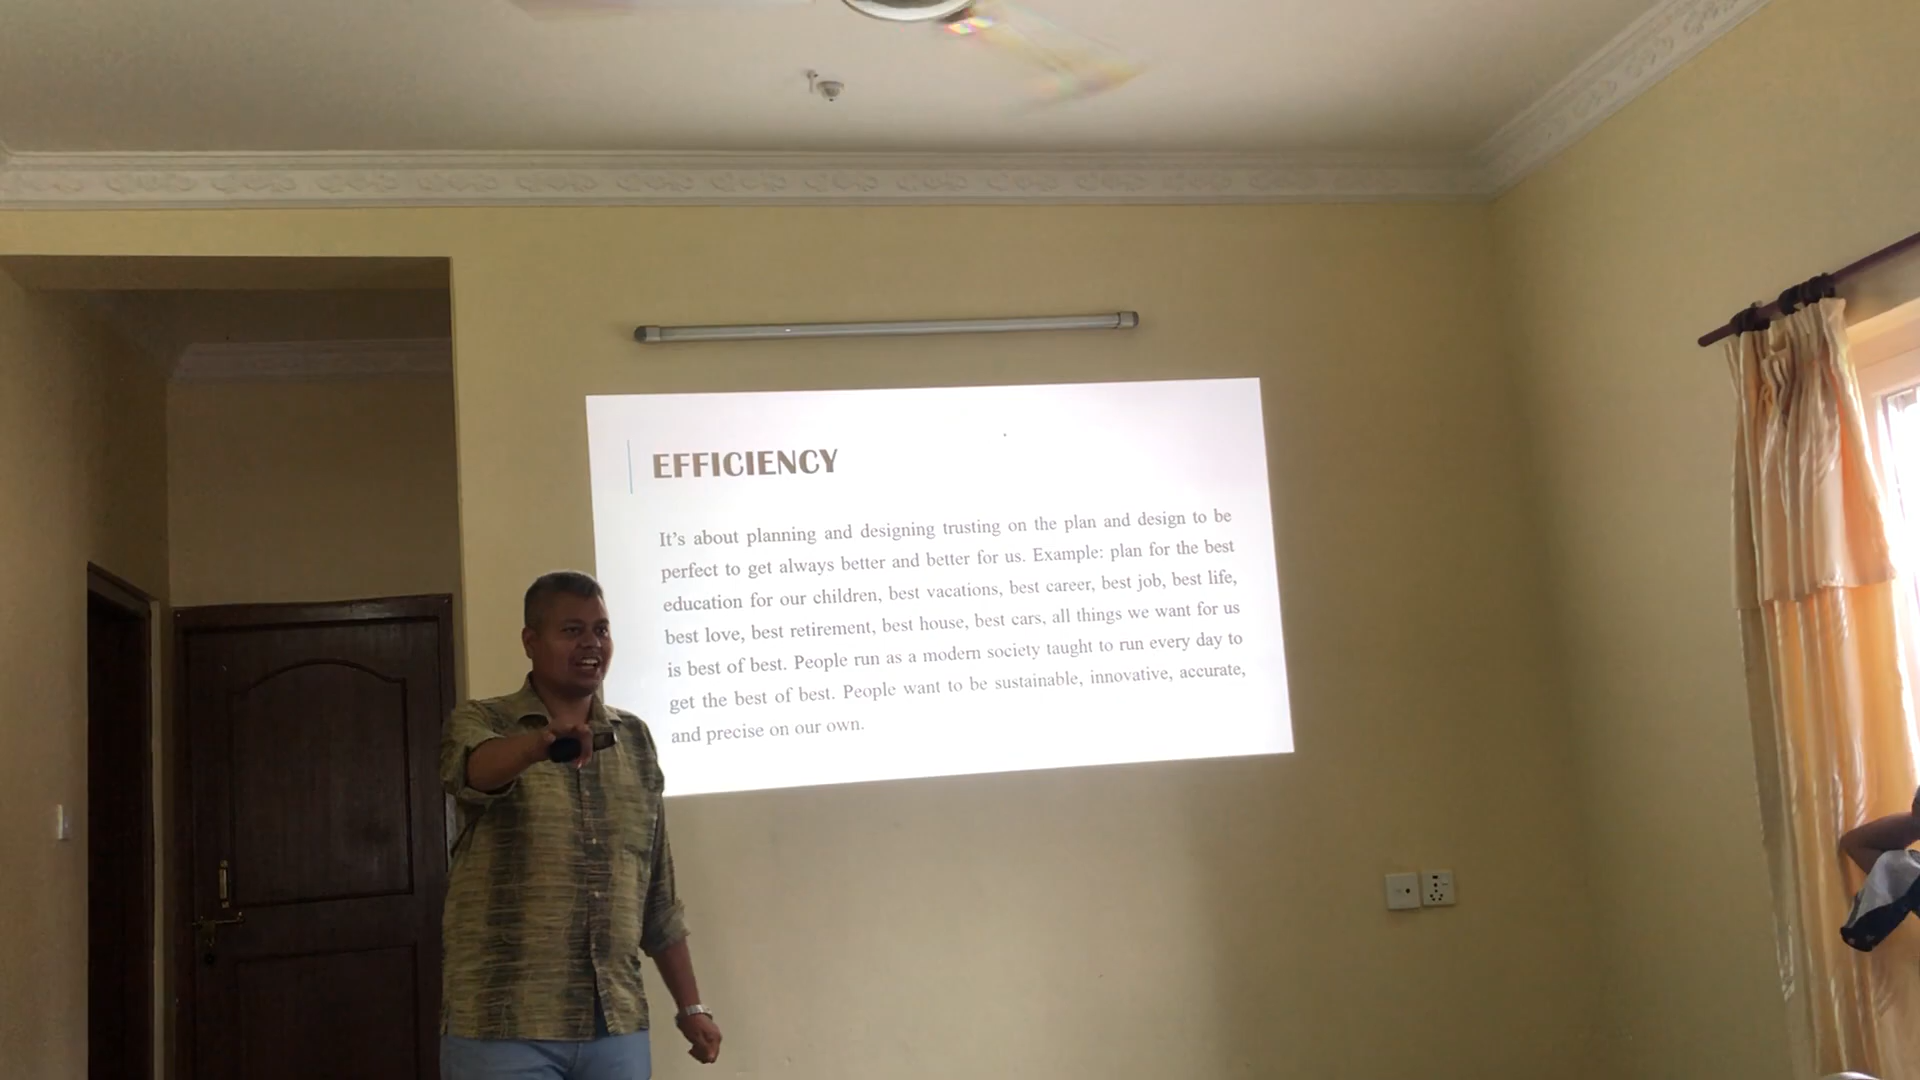 EFFICIENCY
It's about planning and designing trusting on the plan and design to be
perfect to get always better and better for us. Example: plan for the best
education for our children, best vacations, best career, best job, best life,
best love, best retirement, best house, best cars, all things we want for us
is best of best. People run as a modern society taught to run every day to
get the best of best. People want to be sustainable, innovative, accurate,
and precise on our own.